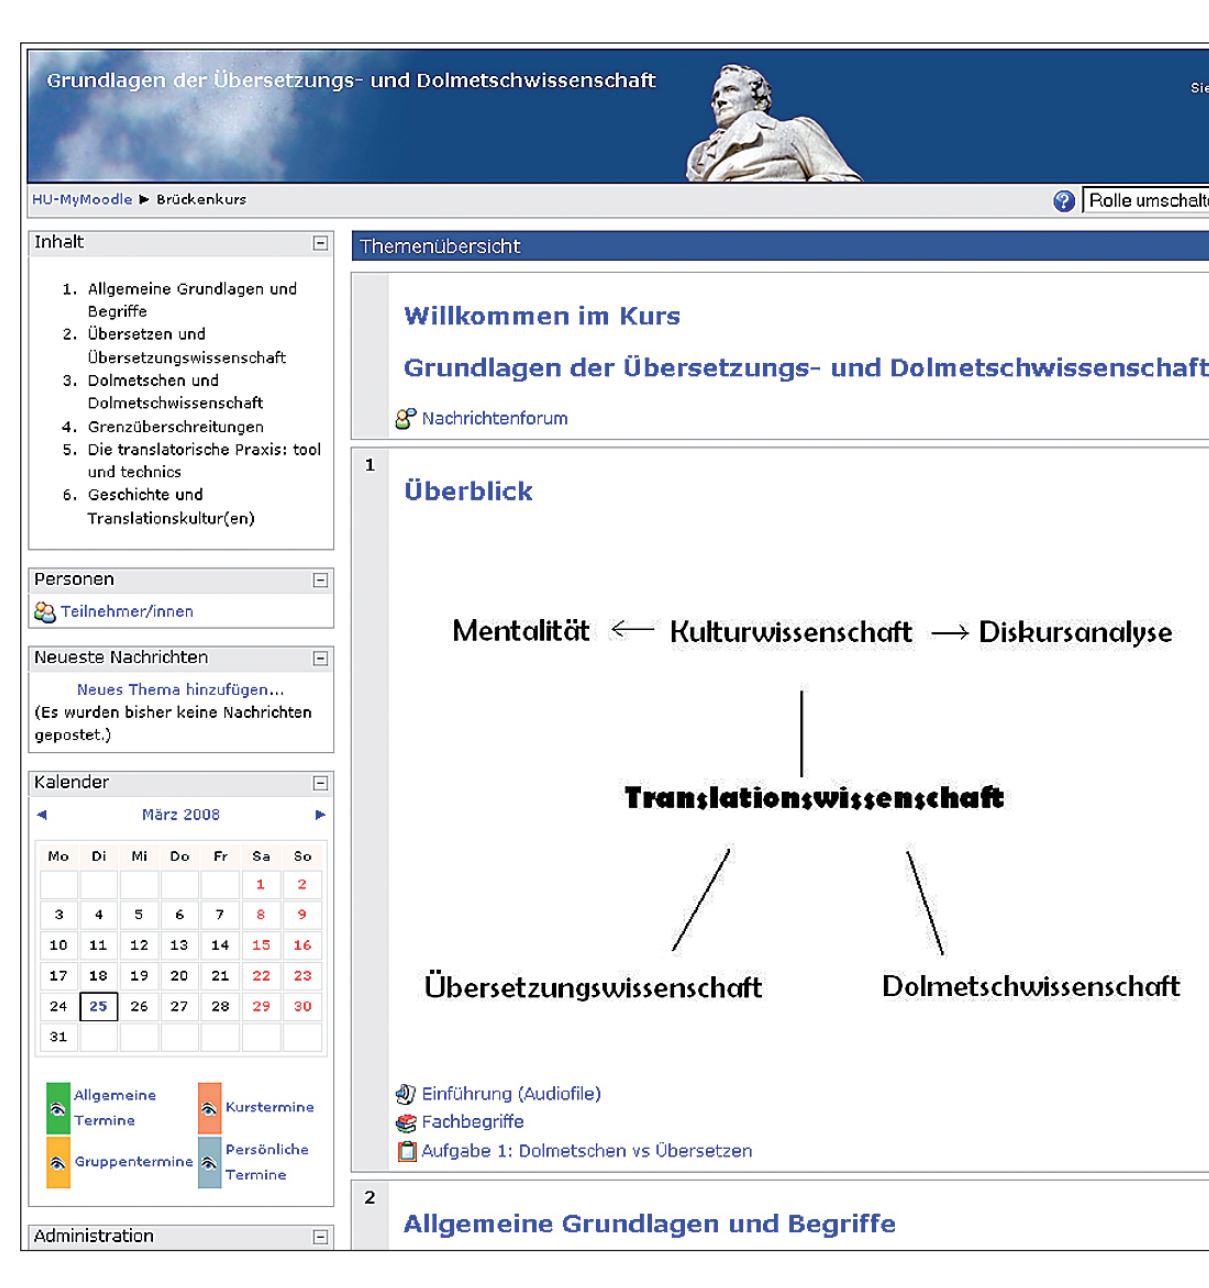 Grundlagen der Übersetzungs- und Dolmetschwissenschaft
Sie
HU-MyMoodle ► Brückenkurs
Rolle umschalte
Inhalt
1. Allgemeine Grundlagen und
Begriffe
2. Übersetzen und
Übersetzungswissenschaft
3. Dolmetschen und
Dolmetschwissenschaft
4. Grenzüberschreitungen
5. Die translatorische Praxis: tool
und technics
6. Geschichte und
Translationskultur(en)
Personen
Teilnehmer/innen
Neueste Nachrichten
Neues Thema hinzufügen...
(Es wurden bisher keine Nachrichten
gepostet.)
Kalender
◄ März 2008 ►
Mo Di Mi Do Fr Sa So
1 2
3 4 5 6 7 8 9
10 11 12 13 14 15 16
17 18 19 20 21 22 23
24 25 26 27 28 29 30
31
Allgemeine
Termine
Kurstermine
Gruppentermine
Persönliche
Termine
Administration
Themenübersicht
Willkommen im Kurs
Grundlagen der Übersetzungs- und Dolmetschwissenschaft
Nachrichtenforum
1
Überblick
Mentalität ← Kulturwissenschaft → Diskursanalyse
Translationswissenschaft
Übersetzungswissenschaft Dolmetschwissenschaft
Einführung (Audiofile)
Fachbegriffe
Aufgabe 1: Dolmetschen vs Übersetzen
2
Allgemeine Grundlagen und Begriffe